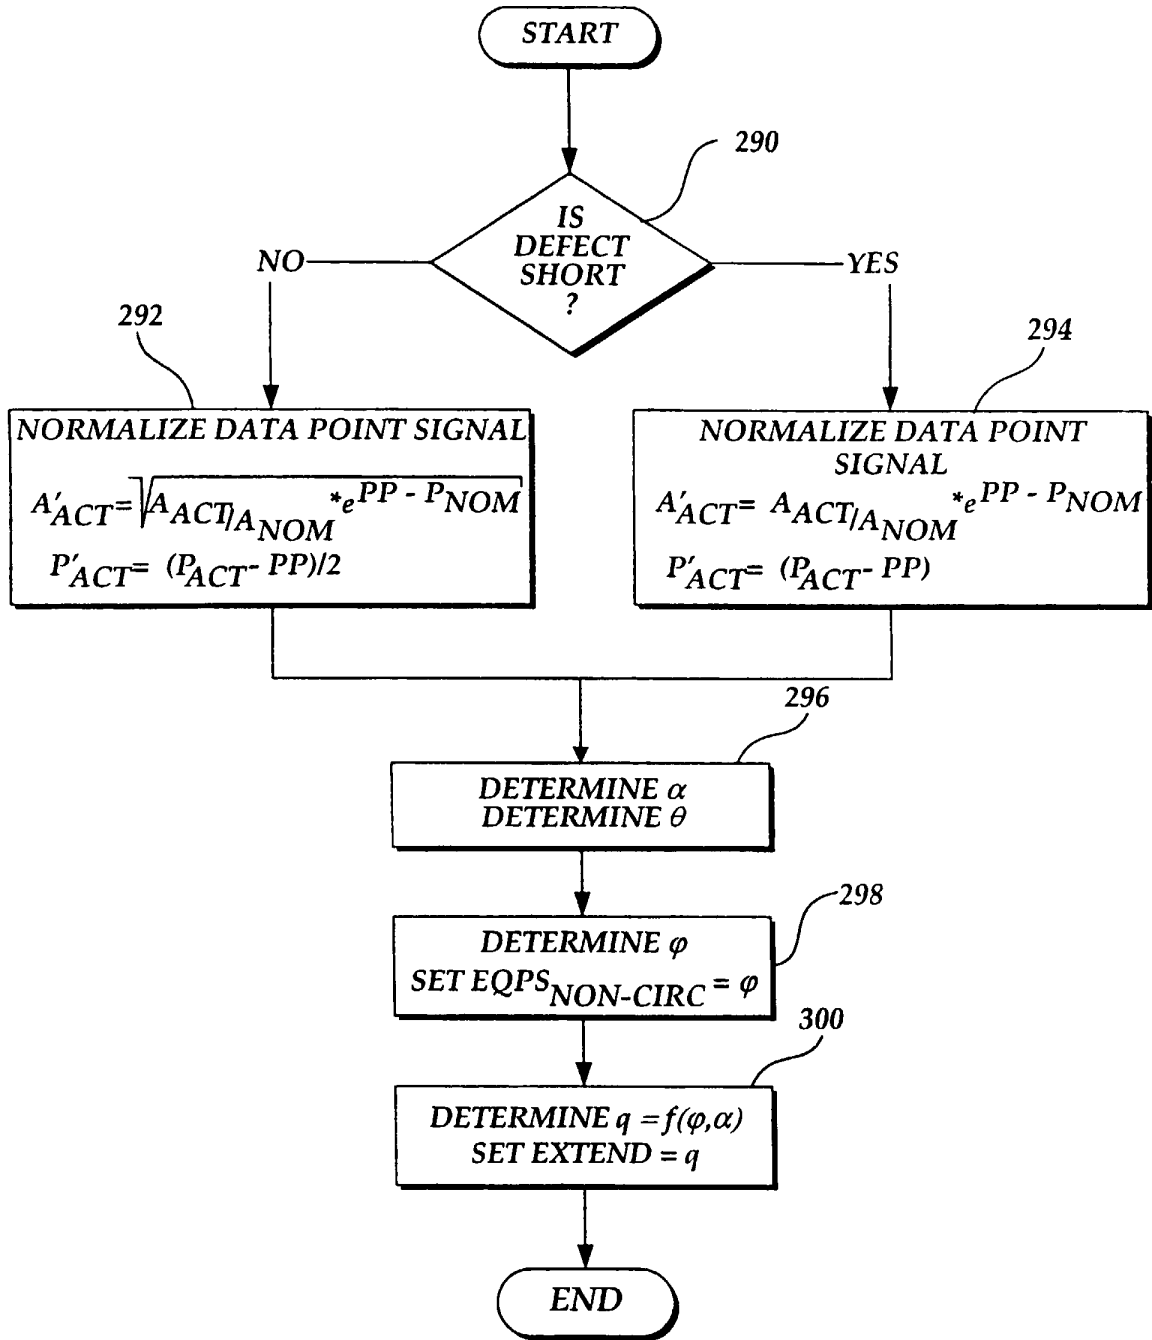 START
290
IS
DEFECT
SHORT
?
NO
YES
292
294
NORMALIZE DATA POINT SIGNAL
A'ACT=√AACT/ANOM*ePP - PNOM
P'ACT= (PACT- PP)/2
NORMALIZE DATA POINT
SIGNAL
A'ACT= AACT/ANOM*ePP - PNOM
P'ACT= (PACT- PP)
296
DETERMINE α
DETERMINE θ
298
DETERMINE φ
SET EQPSNON-CIRC = φ
300
DETERMINE q = f(φ,α)
SET EXTEND = q
END